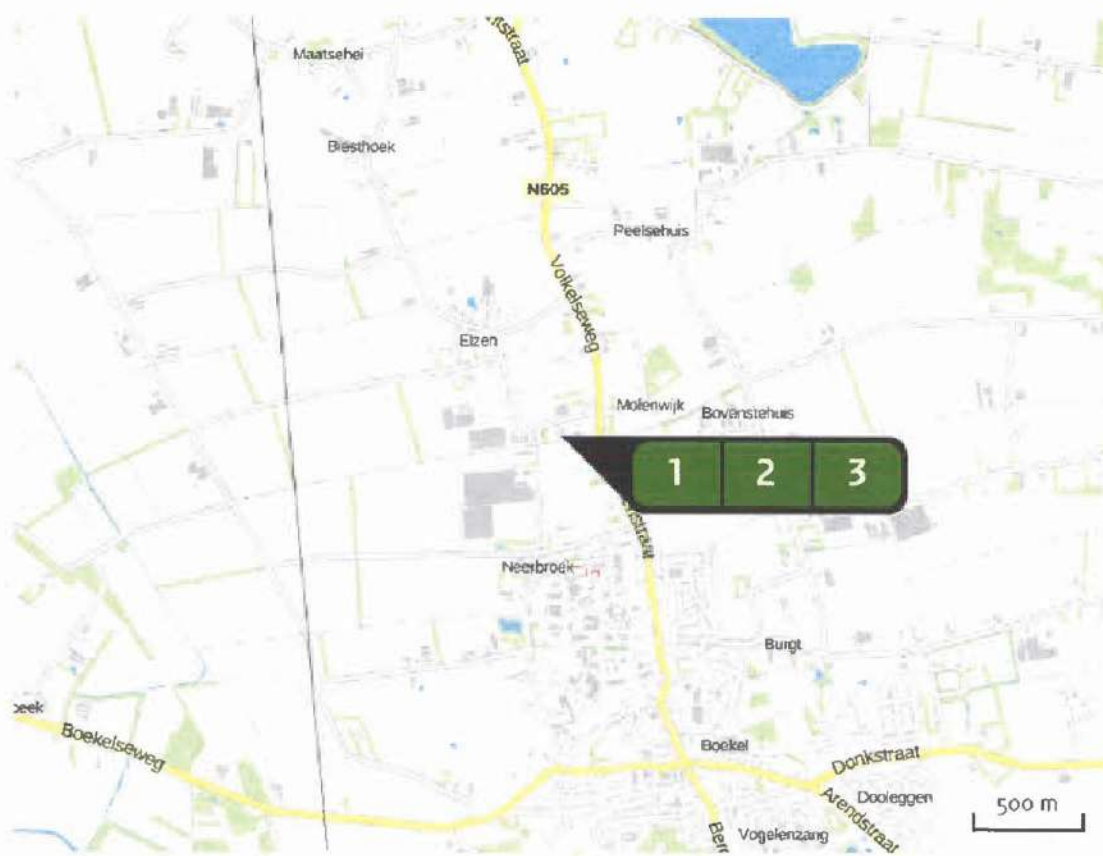 Maatsehei
Biesthoek
N605
Peelsehuis
Volkelseweg
Elzen
Molenwijk
Bovenstehuis
1 2 3
Neerbroek
Burgt
Boekelseweg
Boekel
Donkstraat
Dooleggen
Arendstraat
500 m
Vogelenzang